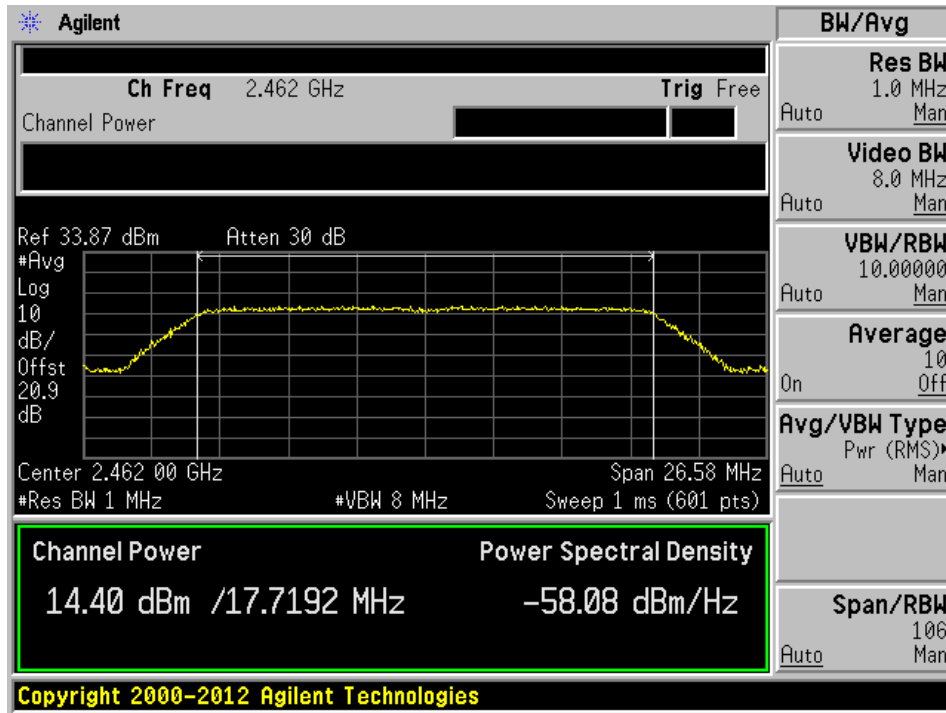 Agilent
BW/Avg
Ch Freq 2.462 GHz Trig Free
Channel Power
Ref 33.87 dBm Atten 30 dB
#Avg
Log
10
dB/
Offst
20.9
dB
Center 2.462 00 GHz Span 26.58 MHz
#Res BW 1 MHz #VBW 8 MHz Sweep 1 ms (601 pts)
Channel Power Power Spectral Density
14.40 dBm /17.7192 MHz -58.08 dBm/Hz
Res BW
1.0 MHz
Auto Man
Video BW
8.0 MHz
Auto Man
VBW/RBW
10.00000
Auto Man
Average
10
On Off
Avg/VBW Type
Pwr (RMS)
Auto Man
Span/RBW
106
Auto Man
Copyright 2000-2012 Agilent Technologies